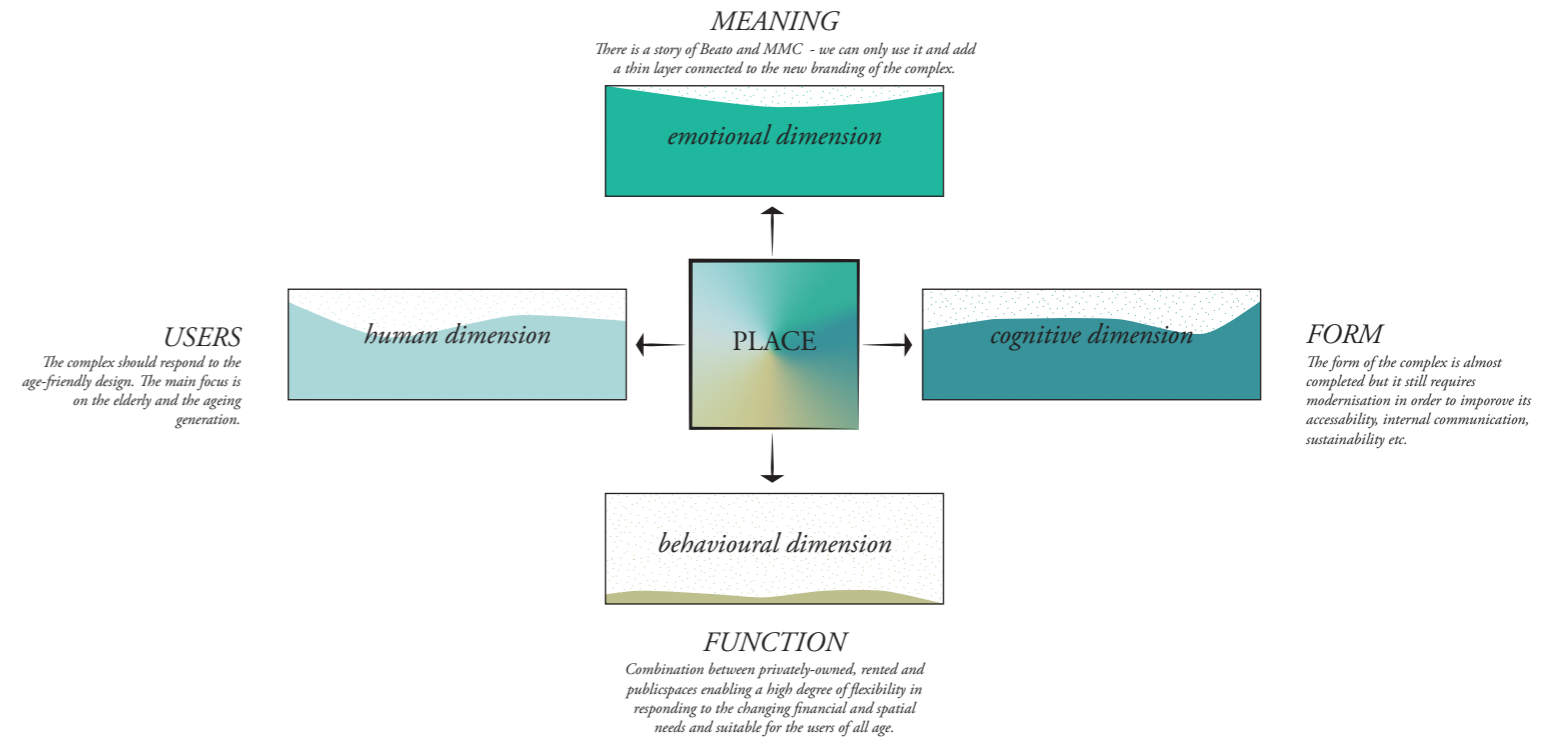 MEANING
There is a story of Beato and MMC - we can only use it and add
a thin layer connected to the new branding of the complex.
emotional dimension
USERS
The complex should respond to the
age-friendly design. The main focus is
on the elderly and the ageing
generation.
human dimension
PLACE
cognitive dimension
FORM
The form of the complex is almost
completed but it still requires
modernisation in order to imporove its
accessability, internal communication,
sustainability etc.
behavioural dimension
FUNCTION
Combination between privately-owned, rented and
publicspaces enabling a high degree of flexibility in
responding to the changing financial and spatial
needs and suitable for the users of all age.